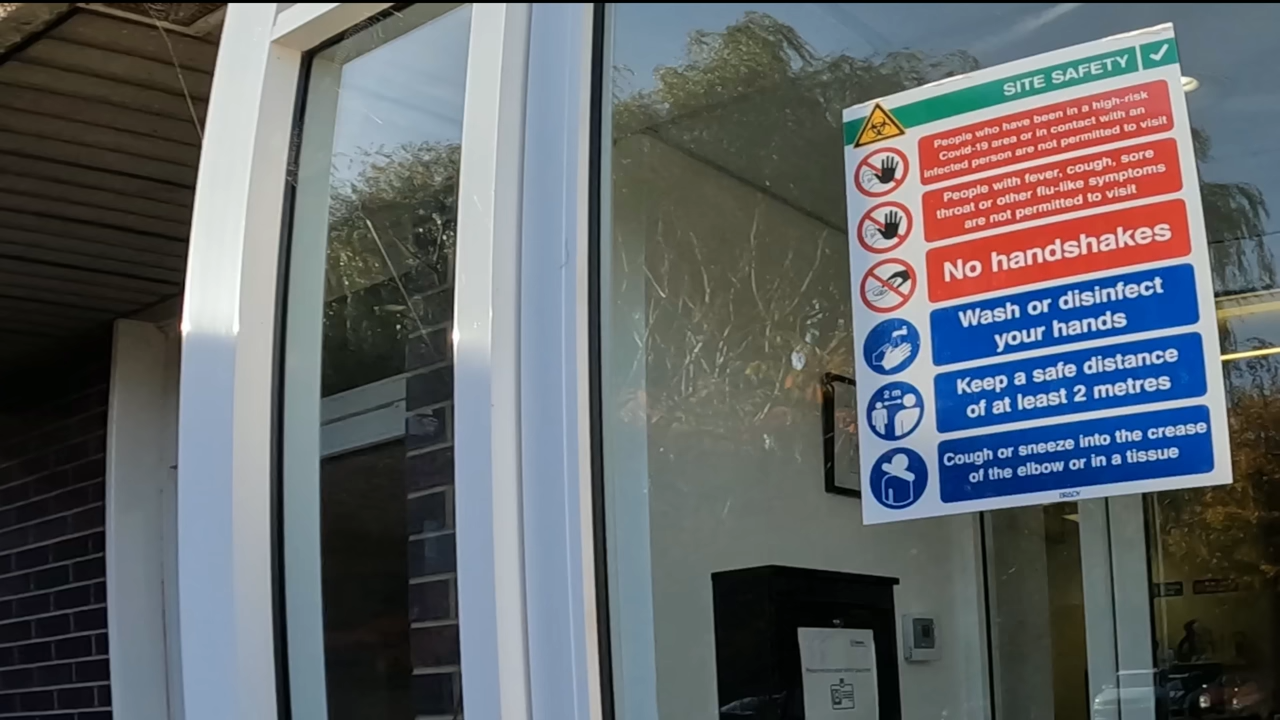 SITE SAFETY
People who have been in a high-risk
Covid-19 area or in contact with an
infected person are not permitted to visit
People with fever, cough, sore
throat or other flu-like symptoms
are not permitted to visit
No handshakes
Wash or disinfect
your hands
2 m
Keep a safe distance
of at least 2 metres
Cough or sneeze into the crease
of the elbow or in a tissue
BRADY